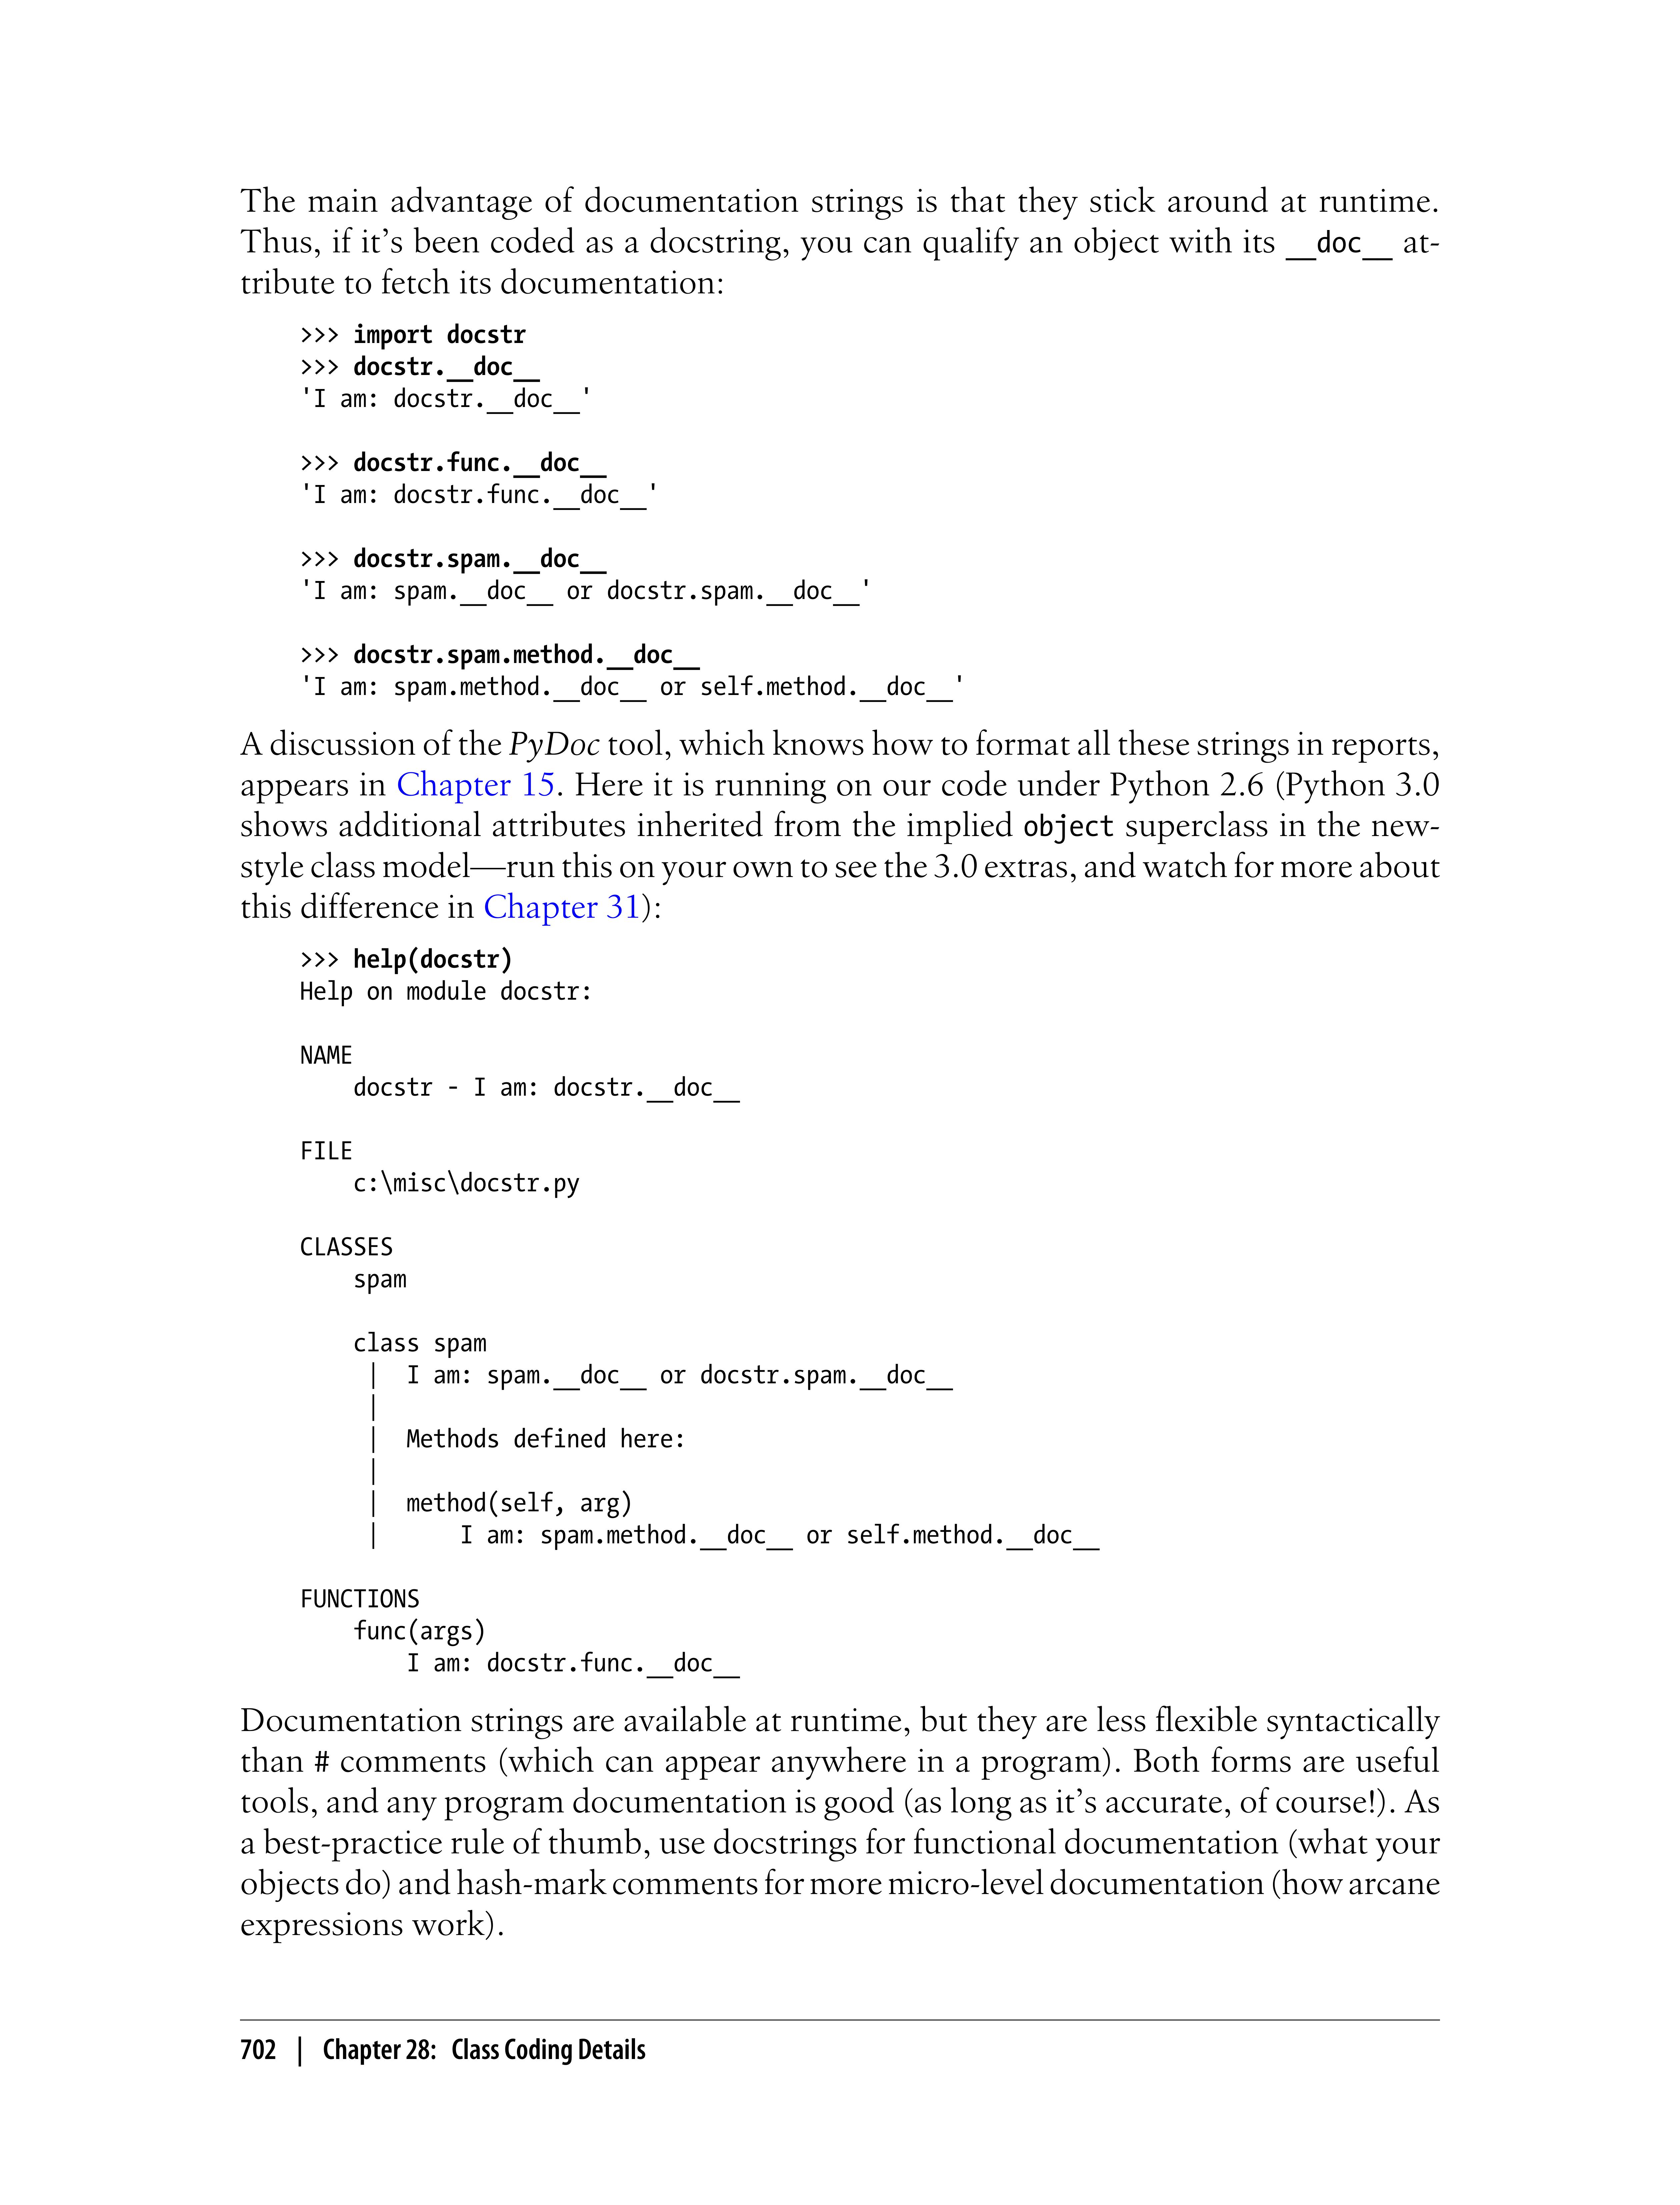 The main advantage of documentation strings is that they stick around at runtime.
Thus, if it’s been coded as a docstring, you can qualify an object with its __doc__ at-
tribute to fetch its documentation:
>>> import docstr
>>> docstr.__doc__
'I am: docstr.__doc__'
>>> docstr.func.__doc__
'I am: docstr.func.__doc__'
>>> docstr.spam.__doc__
'I am: spam.__doc__ or docstr.spam.__doc__'
>>> docstr.spam.method.__doc__
'I am: spam.method.__doc__ or self.method.__doc__'
A discussion of the PyDoc tool, which knows how to format all these strings in reports,
appears in Chapter 15. Here it is running on our code under Python 2.6 (Python 3.0
shows additional attributes inherited from the implied object superclass in the new-
style class model—run this on your own to see the 3.0 extras, and watch for more about
this difference in Chapter 31):
>>> help(docstr)
Help on module docstr:
NAME
    docstr - I am: docstr.__doc__
FILE
    c:\misc\docstr.py
CLASSES
    spam
    class spam
     |  I am: spam.__doc__ or docstr.spam.__doc__
     |
     |  Methods defined here:
     |
     |  method(self, arg)
     |      I am: spam.method.__doc__ or self.method.__doc__
FUNCTIONS
    func(args)
        I am: docstr.func.__doc__
Documentation strings are available at runtime, but they are less flexible syntactically
than # comments (which can appear anywhere in a program). Both forms are useful
tools, and any program documentation is good (as long as it’s accurate, of course!). As
a best-practice rule of thumb, use docstrings for functional documentation (what your
objects do) and hash-mark comments for more micro-level documentation (how arcane
expressions work).
702 | Chapter 28: Class Coding Details